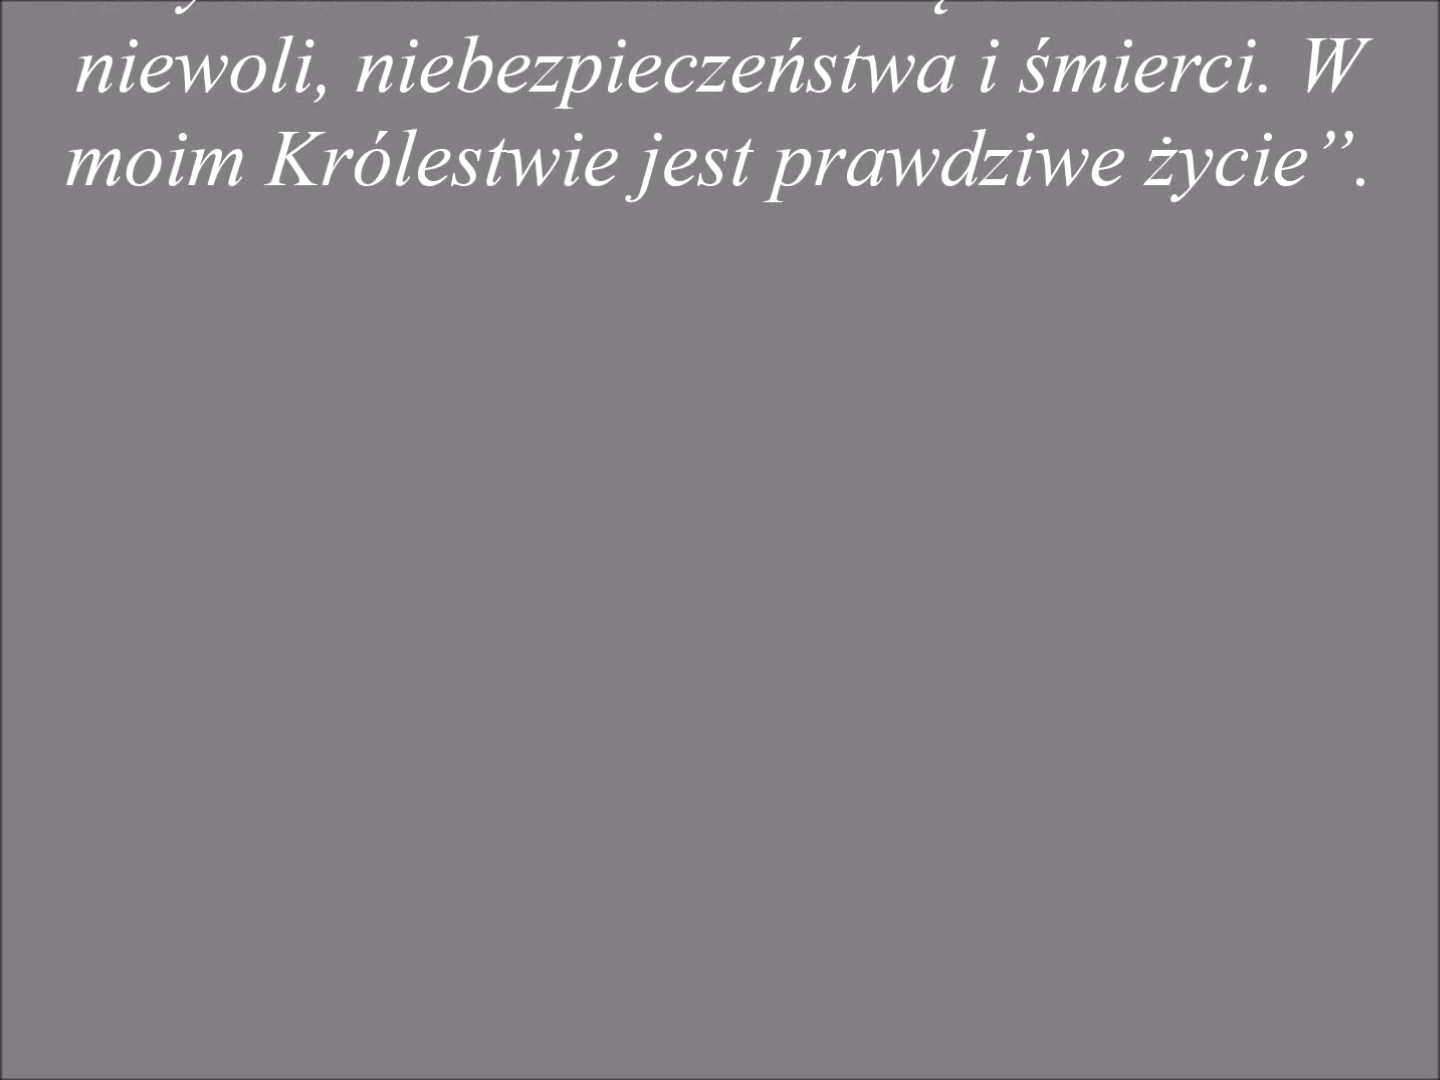 niewoli, niebezpieczeństwa i śmierci. W
moim Królestwie jest prawdziwe życie”.